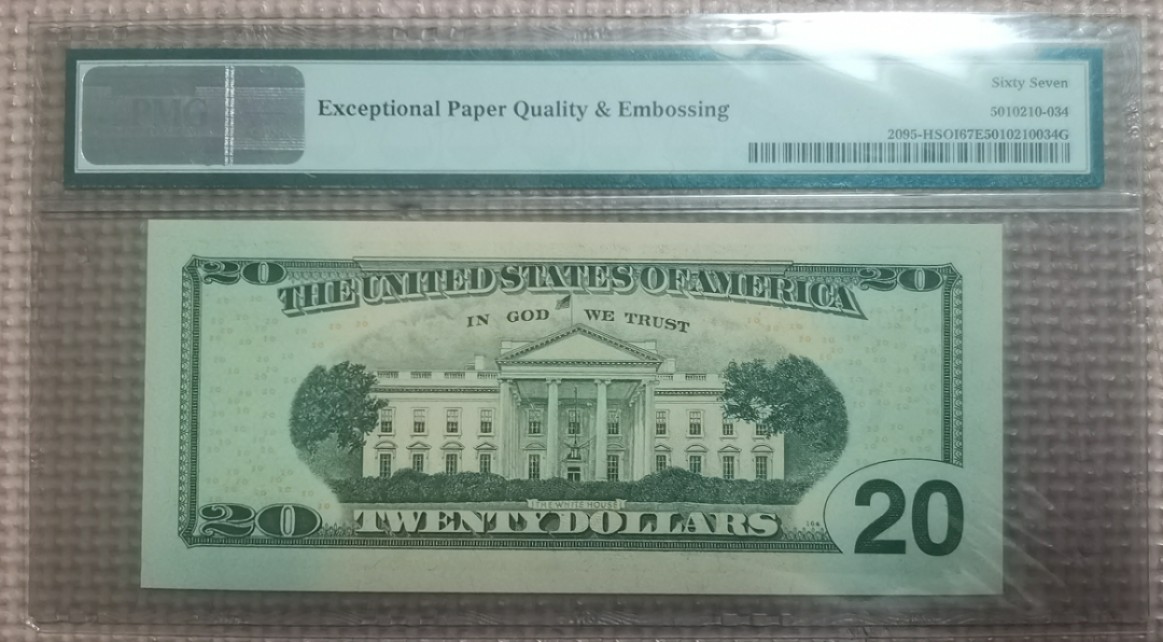 PMG
Exceptional Paper Quality & Embossing
Sixty Seven
5010210-034
2095-HSOI67E5010210034G
20 20
THE UNITED STATES OF AMERICA
IN GOD WE TRUST
THE WHITE HOUSE
20 TWENTY DOLLARS 20